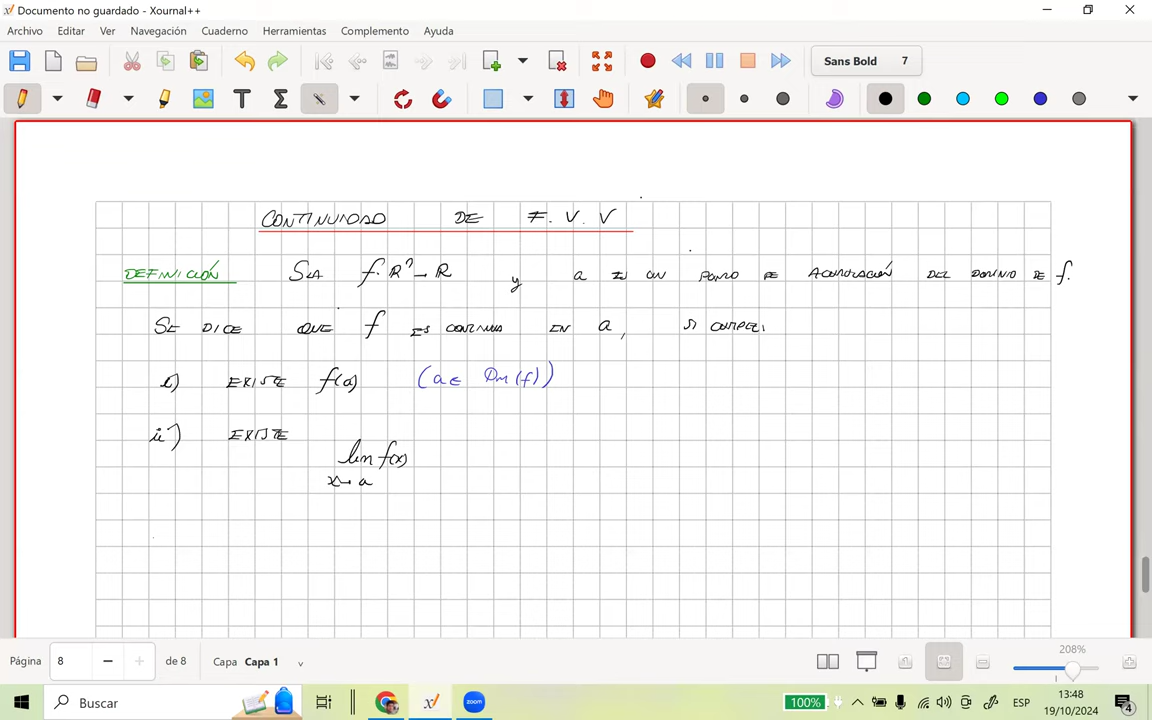 Documento no guardado - Xournal++
Archivo Editar Ver Navegación Cuaderno Herramientas Complemento Ayuda
Sans Bold 7
CONTINUIDAD DE F. V. V
DEFINICIÓN SEA f: R^n → R y a ES UN PUNTO DE ACUMULACIÓN DEL DOMINIO DE f.
SE DICE QUE f ES CONTINUA EN a, SI CUMPLE:
i) EXISTE f(a) (a ∈ Dm(f))
ii) EXISTE
lim f(x)
x→a
Página 8 de 8 Capa Capa 1 208%
Buscar 100% ESP 13:48
19/10/2024 4